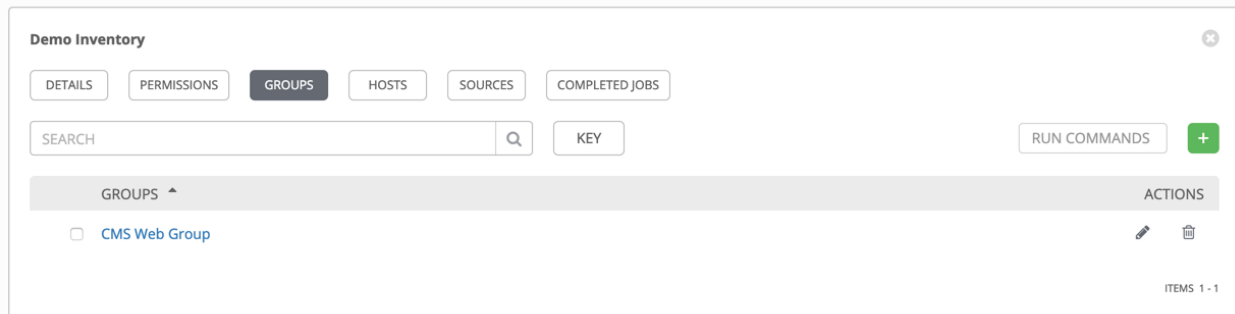 Demo Inventory
DETAILS PERMISSIONS GROUPS HOSTS SOURCES COMPLETED JOBS
SEARCH KEY RUN COMMANDS +
GROUPS ACTIONS
CMS Web Group
ITEMS 1 - 1